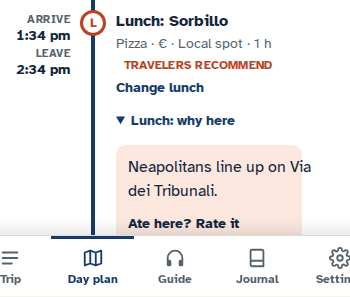 ARRIVE
1:34 pm
LEAVE
2:34 pm
L
Lunch: Sorbillo
Pizza · € · Local spot · 1 h
TRAVELERS RECOMMEND
Change lunch
▼ Lunch: why here
Neapolitans line up on Via
dei Tribunali.
Ate here? Rate it
Trip
Day plan
Guide
Journal
Settin